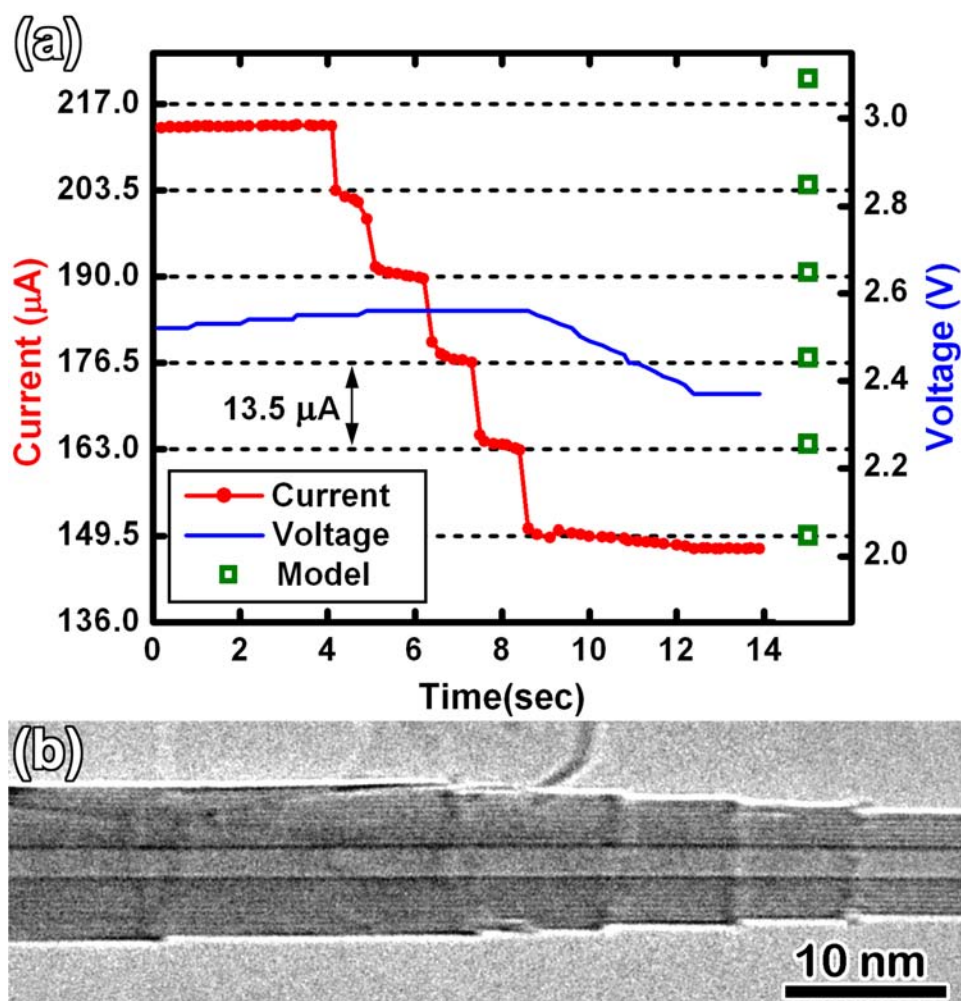 (a)
217.0
203.5
190.0
176.5
163.0
149.5
136.0
Current (µA)
13.5 µA
Current
Voltage
Model
3.0
2.8
2.6
2.4
2.2
2.0
Voltage (V)
0 2 4 6 8 10 12 14
Time(sec)
(b)
10 nm